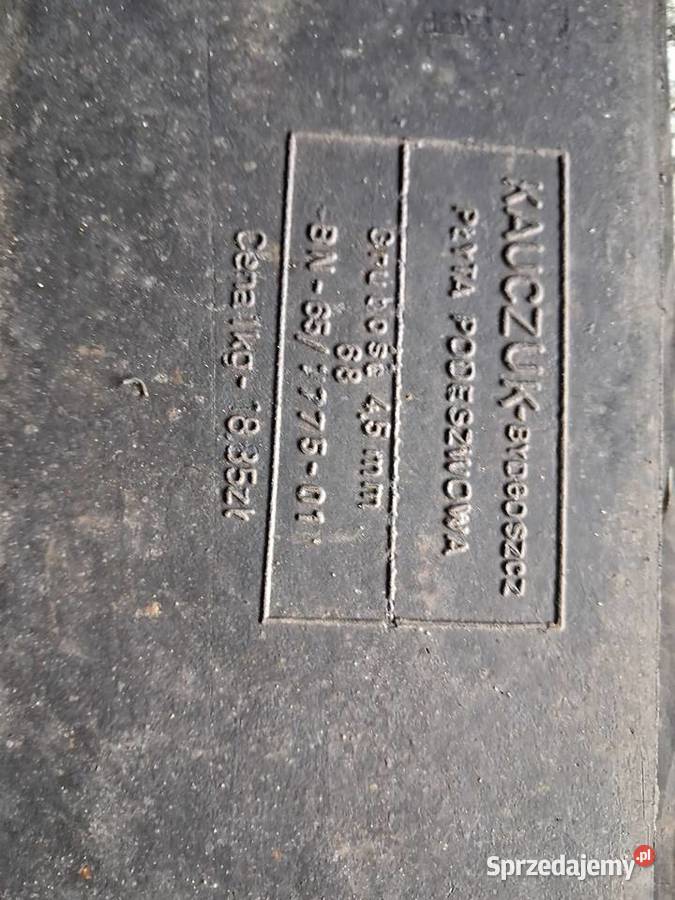 KAUCZUK-BYDGOSZCZ
PŁYTA PODESZWOWA
Grubość 4,5 mm
68
BN-65/7775-01
Cena 1kg - 18.35zł
Sprzedajemy.pl